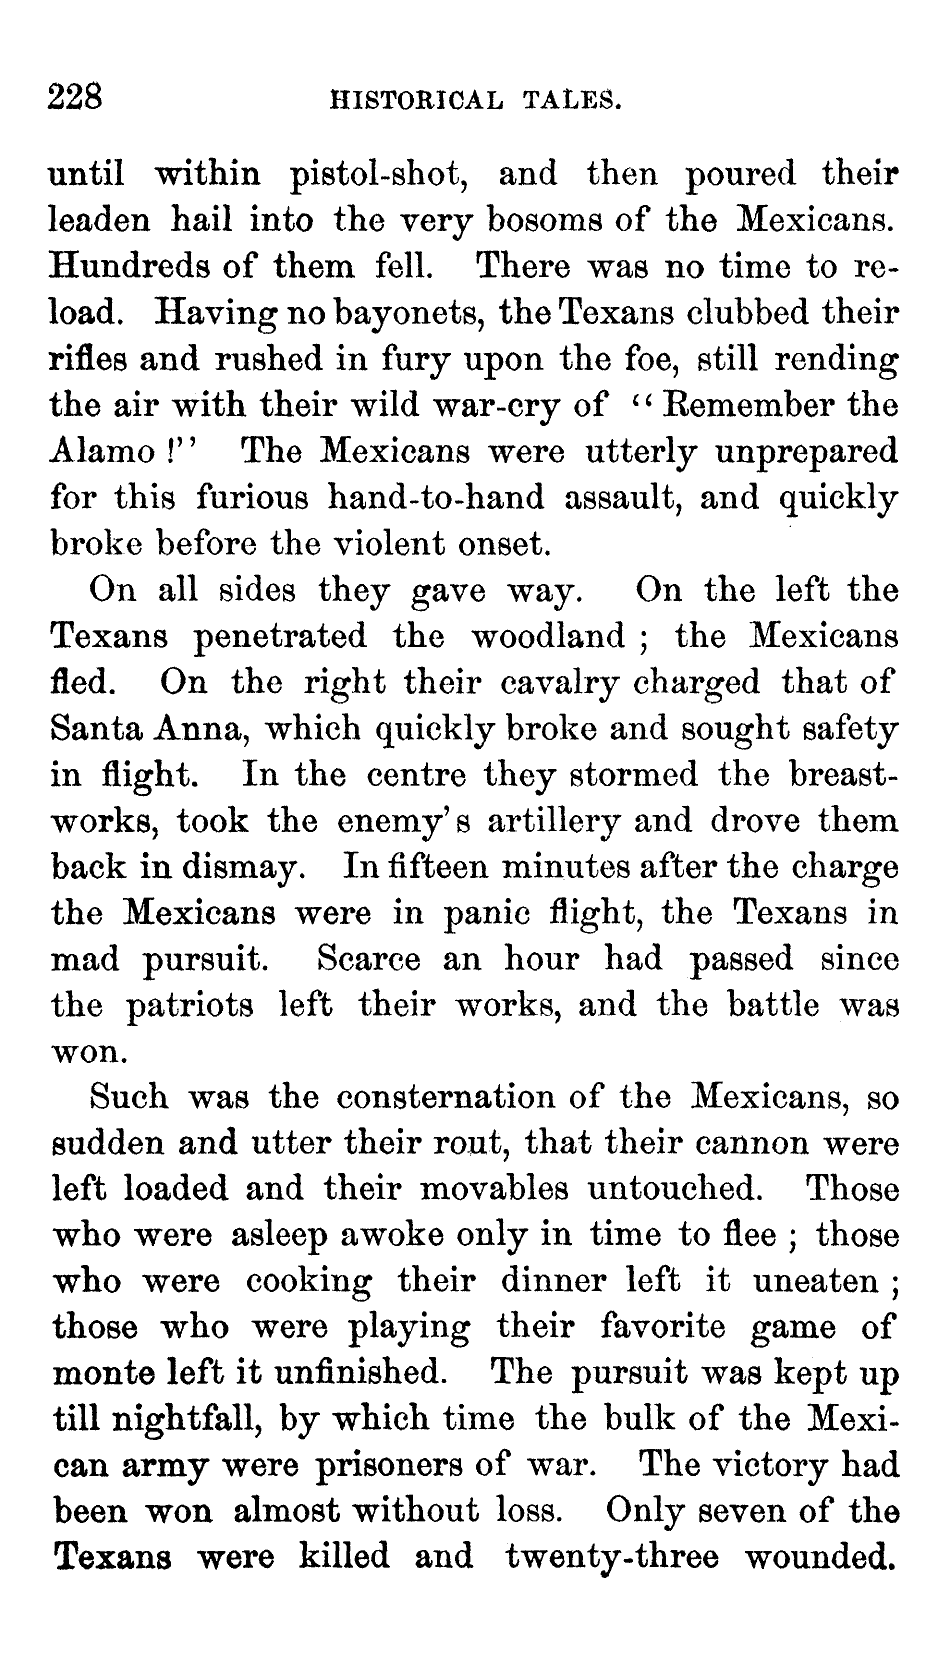 228 HISTORICAL TALES.
until within pistol-shot, and then poured their
leaden hail into the very bosoms of the Mexicans.
Hundreds of them fell. There was no time to re-
load. Having no bayonets, the Texans clubbed their
rifles and rushed in fury upon the foe, still rending
the air with their wild war-cry of “Remember the
Alamo!” The Mexicans were utterly unprepared
for this furious hand-to-hand assault, and quickly
broke before the violent onset.
On all sides they gave way. On the left the
Texans penetrated the woodland; the Mexicans
fled. On the right their cavalry charged that of
Santa Anna, which quickly broke and sought safety
in flight. In the centre they stormed the breast-
works, took the enemy's artillery and drove them
back in dismay. In fifteen minutes after the charge
the Mexicans were in panic flight, the Texans in
mad pursuit. Scarce an hour had passed since
the patriots left their works, and the battle was
won.
Such was the consternation of the Mexicans, so
sudden and utter their rout, that their cannon were
left loaded and their movables untouched. Those
who were asleep awoke only in time to flee; those
who were cooking their dinner left it uneaten;
those who were playing their favorite game of
monte left it unfinished. The pursuit was kept up
till nightfall, by which time the bulk of the Mexi-
can army were prisoners of war. The victory had
been won almost without loss. Only seven of the
Texans were killed and twenty-three wounded.